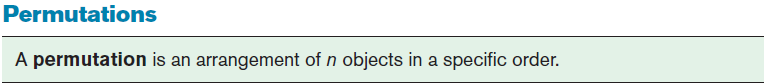 Permutations
A permutation is an arrangement of n objects in a specific order.